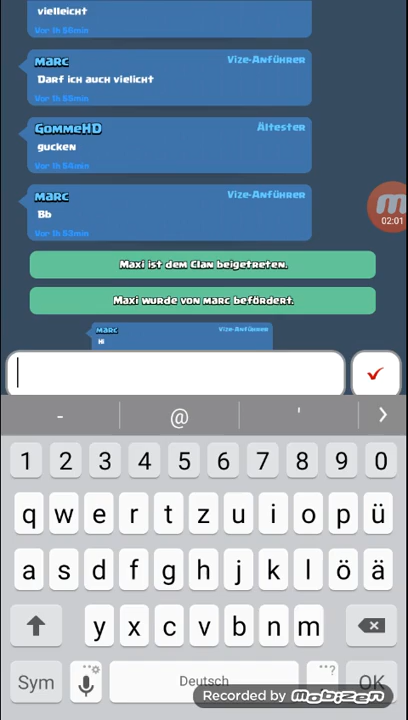 vielleicht
Vor 1h 56min
Marc Vize-Anführer
Darf ich auch vielicht
Vor 1h 55min
GommeHD Ältester
gucken
Vor 1h 54min
Marc Vize-Anführer
Bb
Vor 1h 53min
02:01
Maxi ist dem Clan beigetreten.
Maxi wurde von marc befördert.
Marc Vize-Anführer
Hi
- @ '
1 2 3 4 5 6 7 8 9 0
q w e r t z u i o p ü
a s d f g h j k l ö ä
y x c v b n m
Sym Deutsch ? OK
Recorded by Mobizen